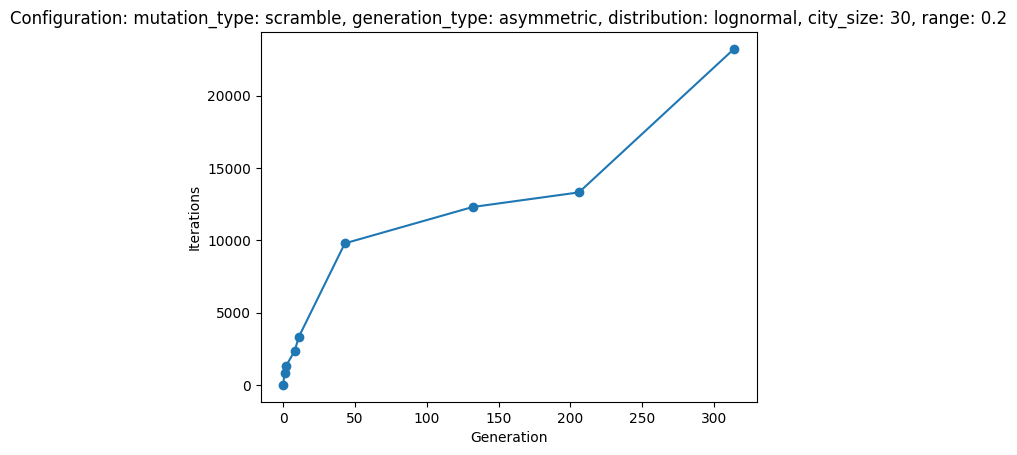 Configuration: mutation_type: scramble, generation_type: asymmetric, distribution: lognormal, city_size: 30, range: 0.2
20000
15000
10000
5000
0
Iterations
0 50 100 150 200 250 300
Generation